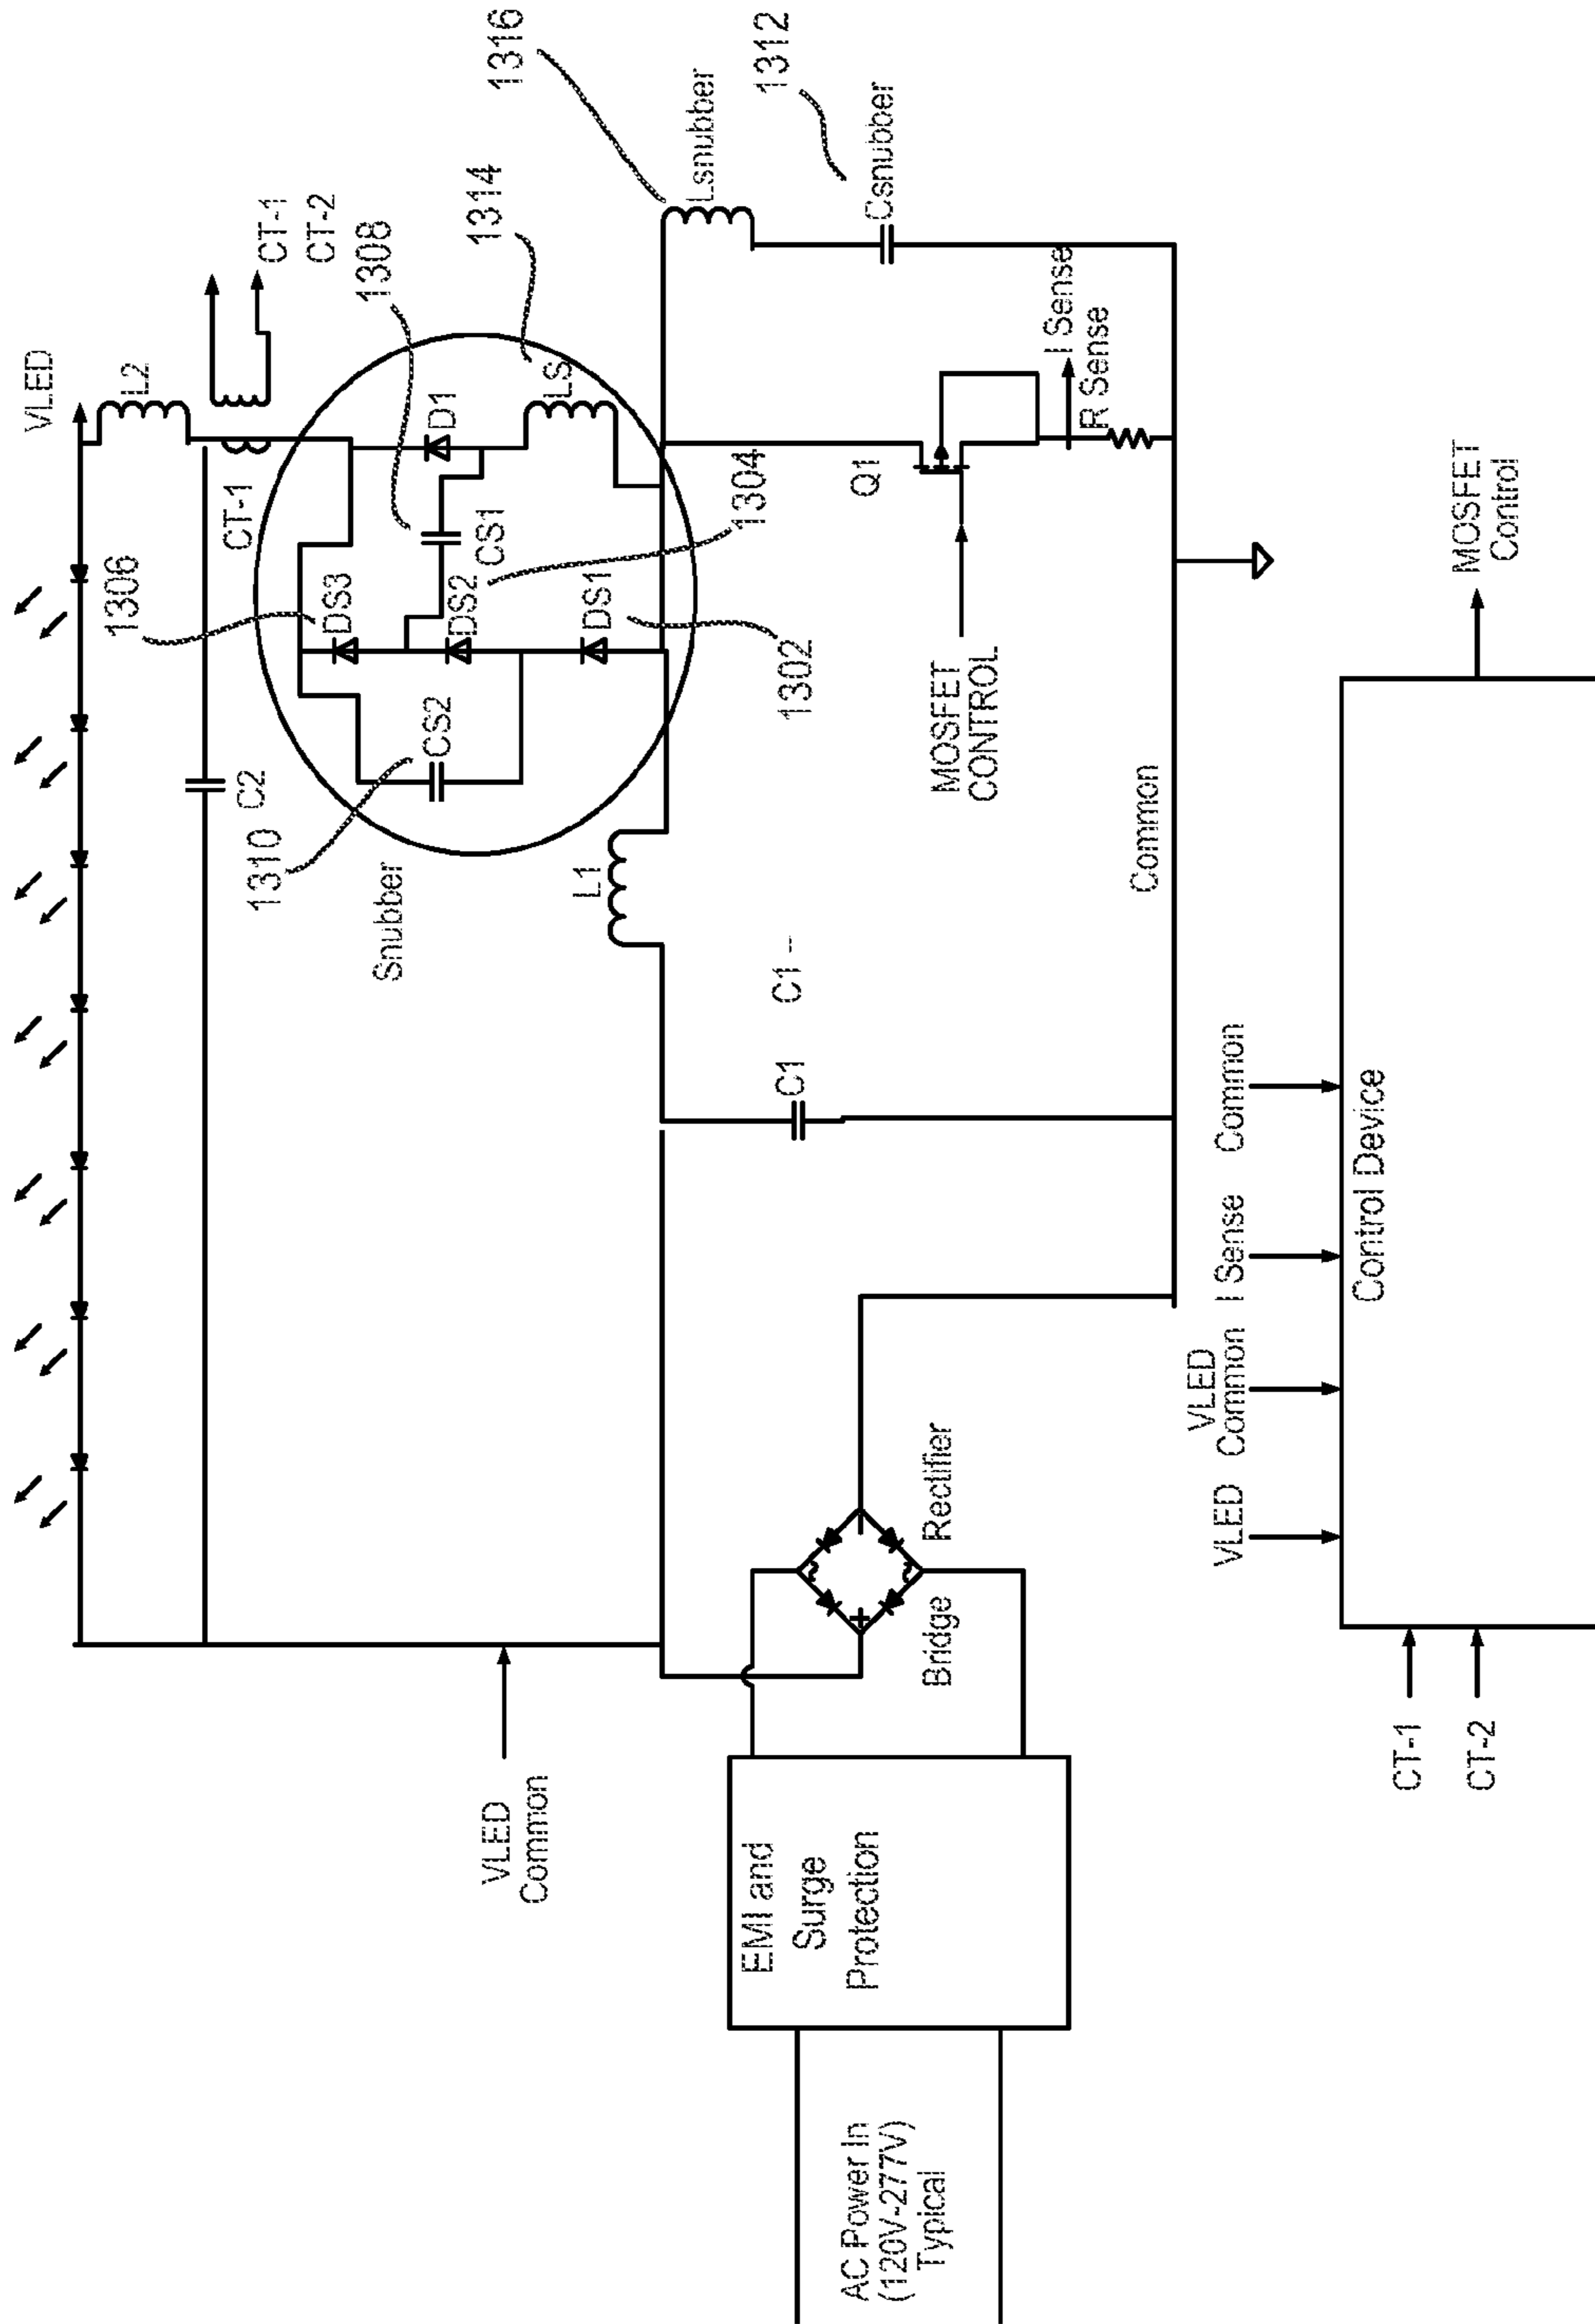 VLED
L2
CT-1
CT-2
CT-1
C2
1306
1308
1316
1314
1312
DS3
D1
CS1
LS
DS2
1304
DS1
1302
CS2
1310
Snubber
Lsnubber
Csnubber
L1
C1
C1 --
Q1
I Sense
R Sense
MOSFET
CONTROL
Common
VLED
Common
Bridge
Rectifier
EMI and
Surge
Protection
AC Power In
(120V-277V)
Typical
VLED
VLED
Common
I Sense
Common
Control Device
CT-1
CT-2
MOSFET
Control